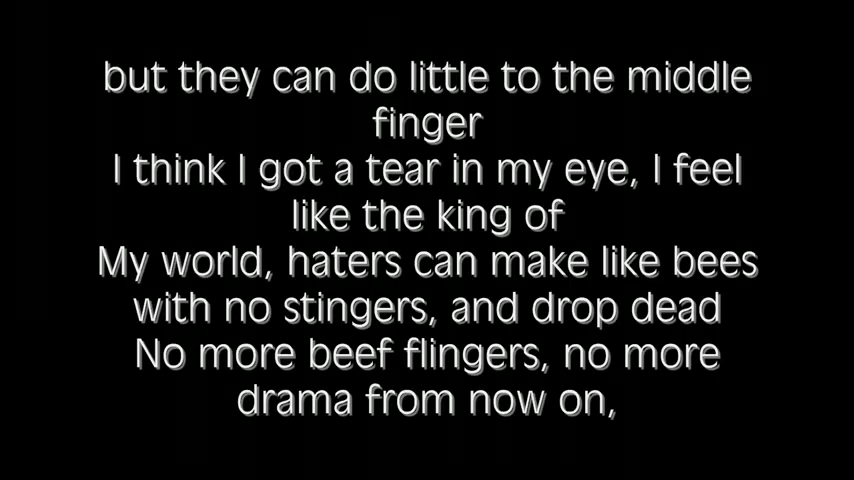 but they can do little to the middle
finger
I think I got a tear in my eye, I feel
like the king of
My world, haters can make like bees
with no stingers, and drop dead
No more beef flingers, no more
drama from now on,